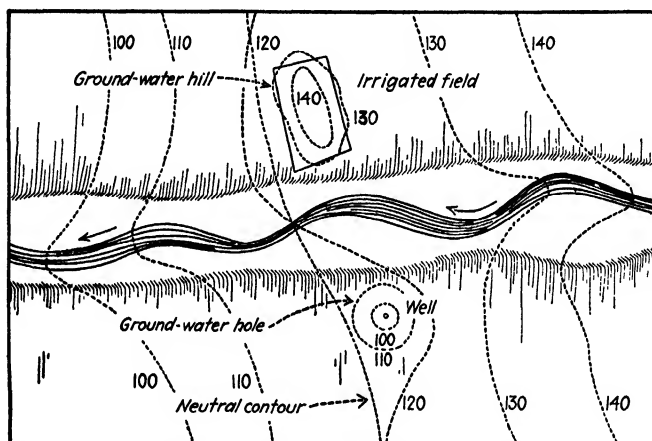 100
110
120
130
140
Ground-water hill
Irrigated field
140
130
Well
Ground-water hole
100
110
100
110
120
130
140
Neutral contour